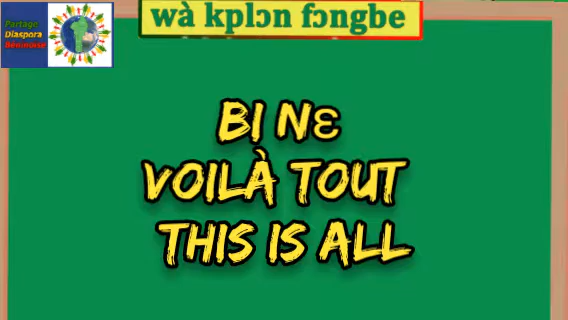 Partage
Diaspora
Béninoise
wà kplɔn fɔngbe
BI NƐ
VOILÀ TOUT
THIS IS ALL